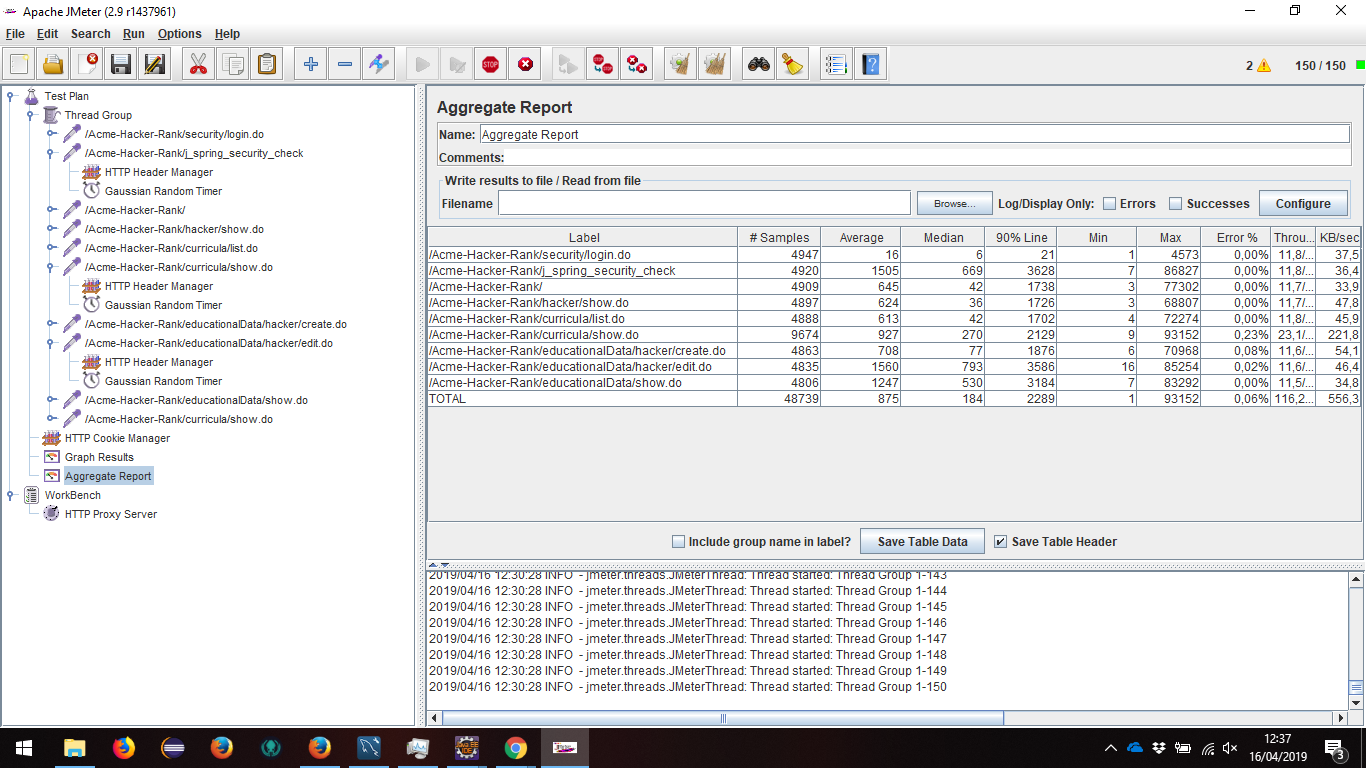 Apache JMeter (2.9 r1437961)
File Edit Search Run Options Help
2 150 / 150
Test Plan
Thread Group
/Acme-Hacker-Rank/security/login.do
/Acme-Hacker-Rank/j_spring_security_check
HTTP Header Manager
Gaussian Random Timer
/Acme-Hacker-Rank/
/Acme-Hacker-Rank/hacker/show.do
/Acme-Hacker-Rank/curricula/list.do
/Acme-Hacker-Rank/curricula/show.do
HTTP Header Manager
Gaussian Random Timer
/Acme-Hacker-Rank/educationalData/hacker/create.do
/Acme-Hacker-Rank/educationalData/hacker/edit.do
HTTP Header Manager
Gaussian Random Timer
/Acme-Hacker-Rank/educationalData/show.do
/Acme-Hacker-Rank/curricula/show.do
HTTP Cookie Manager
Graph Results
Aggregate Report
WorkBench
HTTP Proxy Server
Aggregate Report
Name: Aggregate Report
Comments:
Write results to file / Read from file
Filename Browse... Log/Display Only: Errors Successes Configure
Label # Samples Average Median 90% Line Min Max Error % Throu... KB/sec
/Acme-Hacker-Rank/security/login.do 4947 16 6 21 1 4573 0,00% 11,8/... 37,5
/Acme-Hacker-Rank/j_spring_security_check 4920 1505 669 3628 7 86827 0,00% 11,8/... 36,4
/Acme-Hacker-Rank/ 4909 645 42 1738 3 77302 0,00% 11,8/... 33,9
/Acme-Hacker-Rank/hacker/show.do 4897 624 36 1726 3 68807 0,00% 11,7/... 47,8
/Acme-Hacker-Rank/curricula/list.do 4888 613 42 1702 4 72274 0,00% 11,8/... 45,9
/Acme-Hacker-Rank/curricula/show.do 9674 927 270 2129 9 93152 0,23% 23,1/... 221,8
/Acme-Hacker-Rank/educationalData/hacker/create.do 4863 708 77 1876 6 70968 0,08% 11,6/... 54,1
/Acme-Hacker-Rank/educationalData/hacker/edit.do 4835 1560 793 3586 16 85254 0,02% 11,6/... 46,4
/Acme-Hacker-Rank/educationalData/show.do 4806 1247 530 3184 7 83292 0,00% 11,5/... 34,8
TOTAL 48739 875 184 2289 1 93152 0,06% 116,2... 556,3
Include group name in label? Save Table Data Save Table Header
2019/04/16 12:30:28 INFO - jmeter.threads.JMeterThread: Thread started: Thread Group 1-143
2019/04/16 12:30:28 INFO - jmeter.threads.JMeterThread: Thread started: Thread Group 1-144
2019/04/16 12:30:28 INFO - jmeter.threads.JMeterThread: Thread started: Thread Group 1-145
2019/04/16 12:30:28 INFO - jmeter.threads.JMeterThread: Thread started: Thread Group 1-146
2019/04/16 12:30:28 INFO - jmeter.threads.JMeterThread: Thread started: Thread Group 1-147
2019/04/16 12:30:28 INFO - jmeter.threads.JMeterThread: Thread started: Thread Group 1-148
2019/04/16 12:30:28 INFO - jmeter.threads.JMeterThread: Thread started: Thread Group 1-149
2019/04/16 12:30:28 INFO - jmeter.threads.JMeterThread: Thread started: Thread Group 1-150
12:37
16/04/2019
3